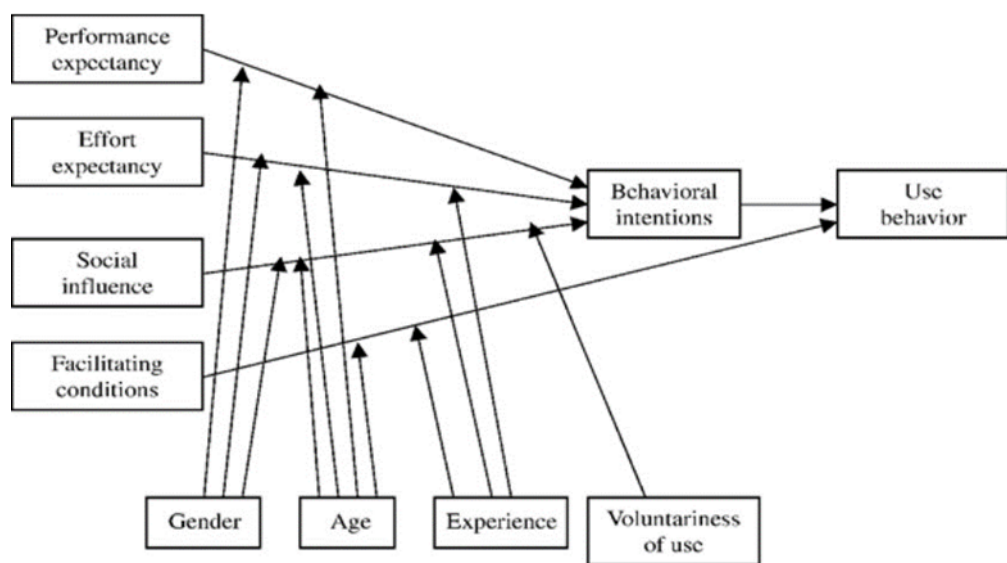 Performance
expectancy
Effort
expectancy
Social
influence
Facilitating
conditions
Behavioral
intentions
Use
behavior
Gender
Age
Experience
Voluntariness
of use